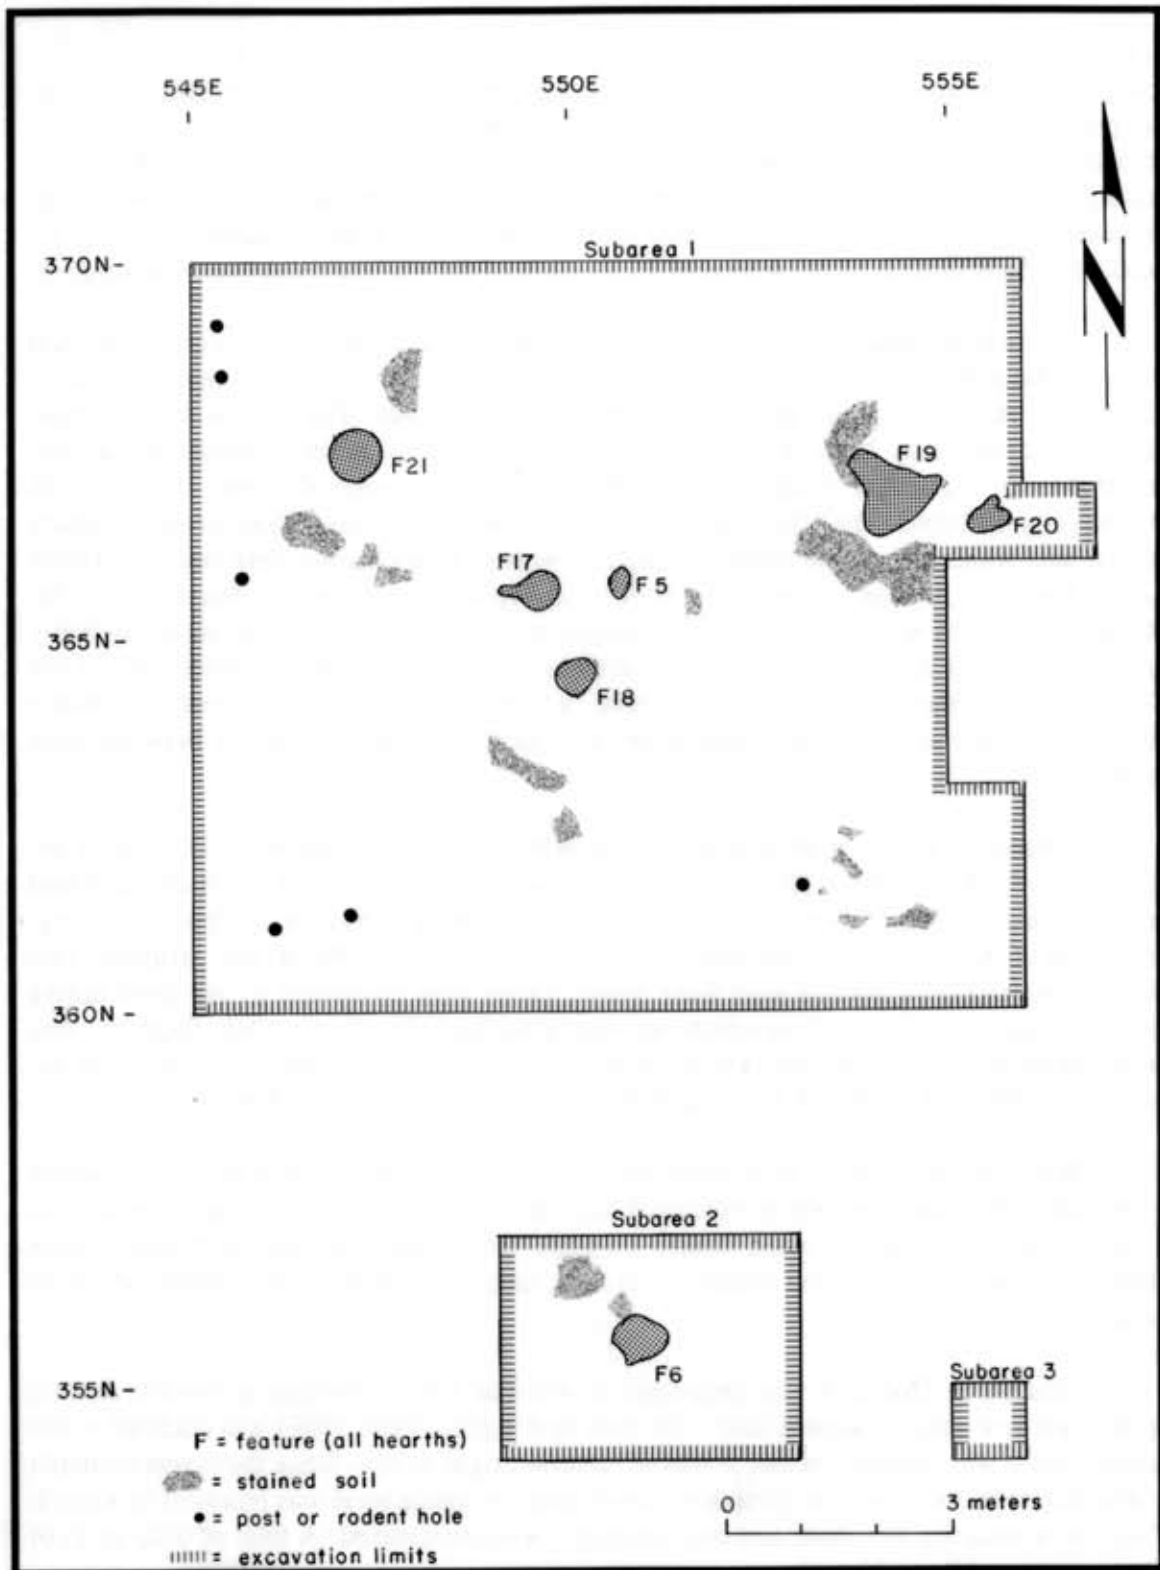 545E 550E 555E
N
Subarea 1
370N-
F21
F19
F20
F17
F5
365N-
F18
360N-
Subarea 2
F6
Subarea 3
355N-
F = feature (all hearths)
= stained soil
• = post or rodent hole
= excavation limits
0 3 meters